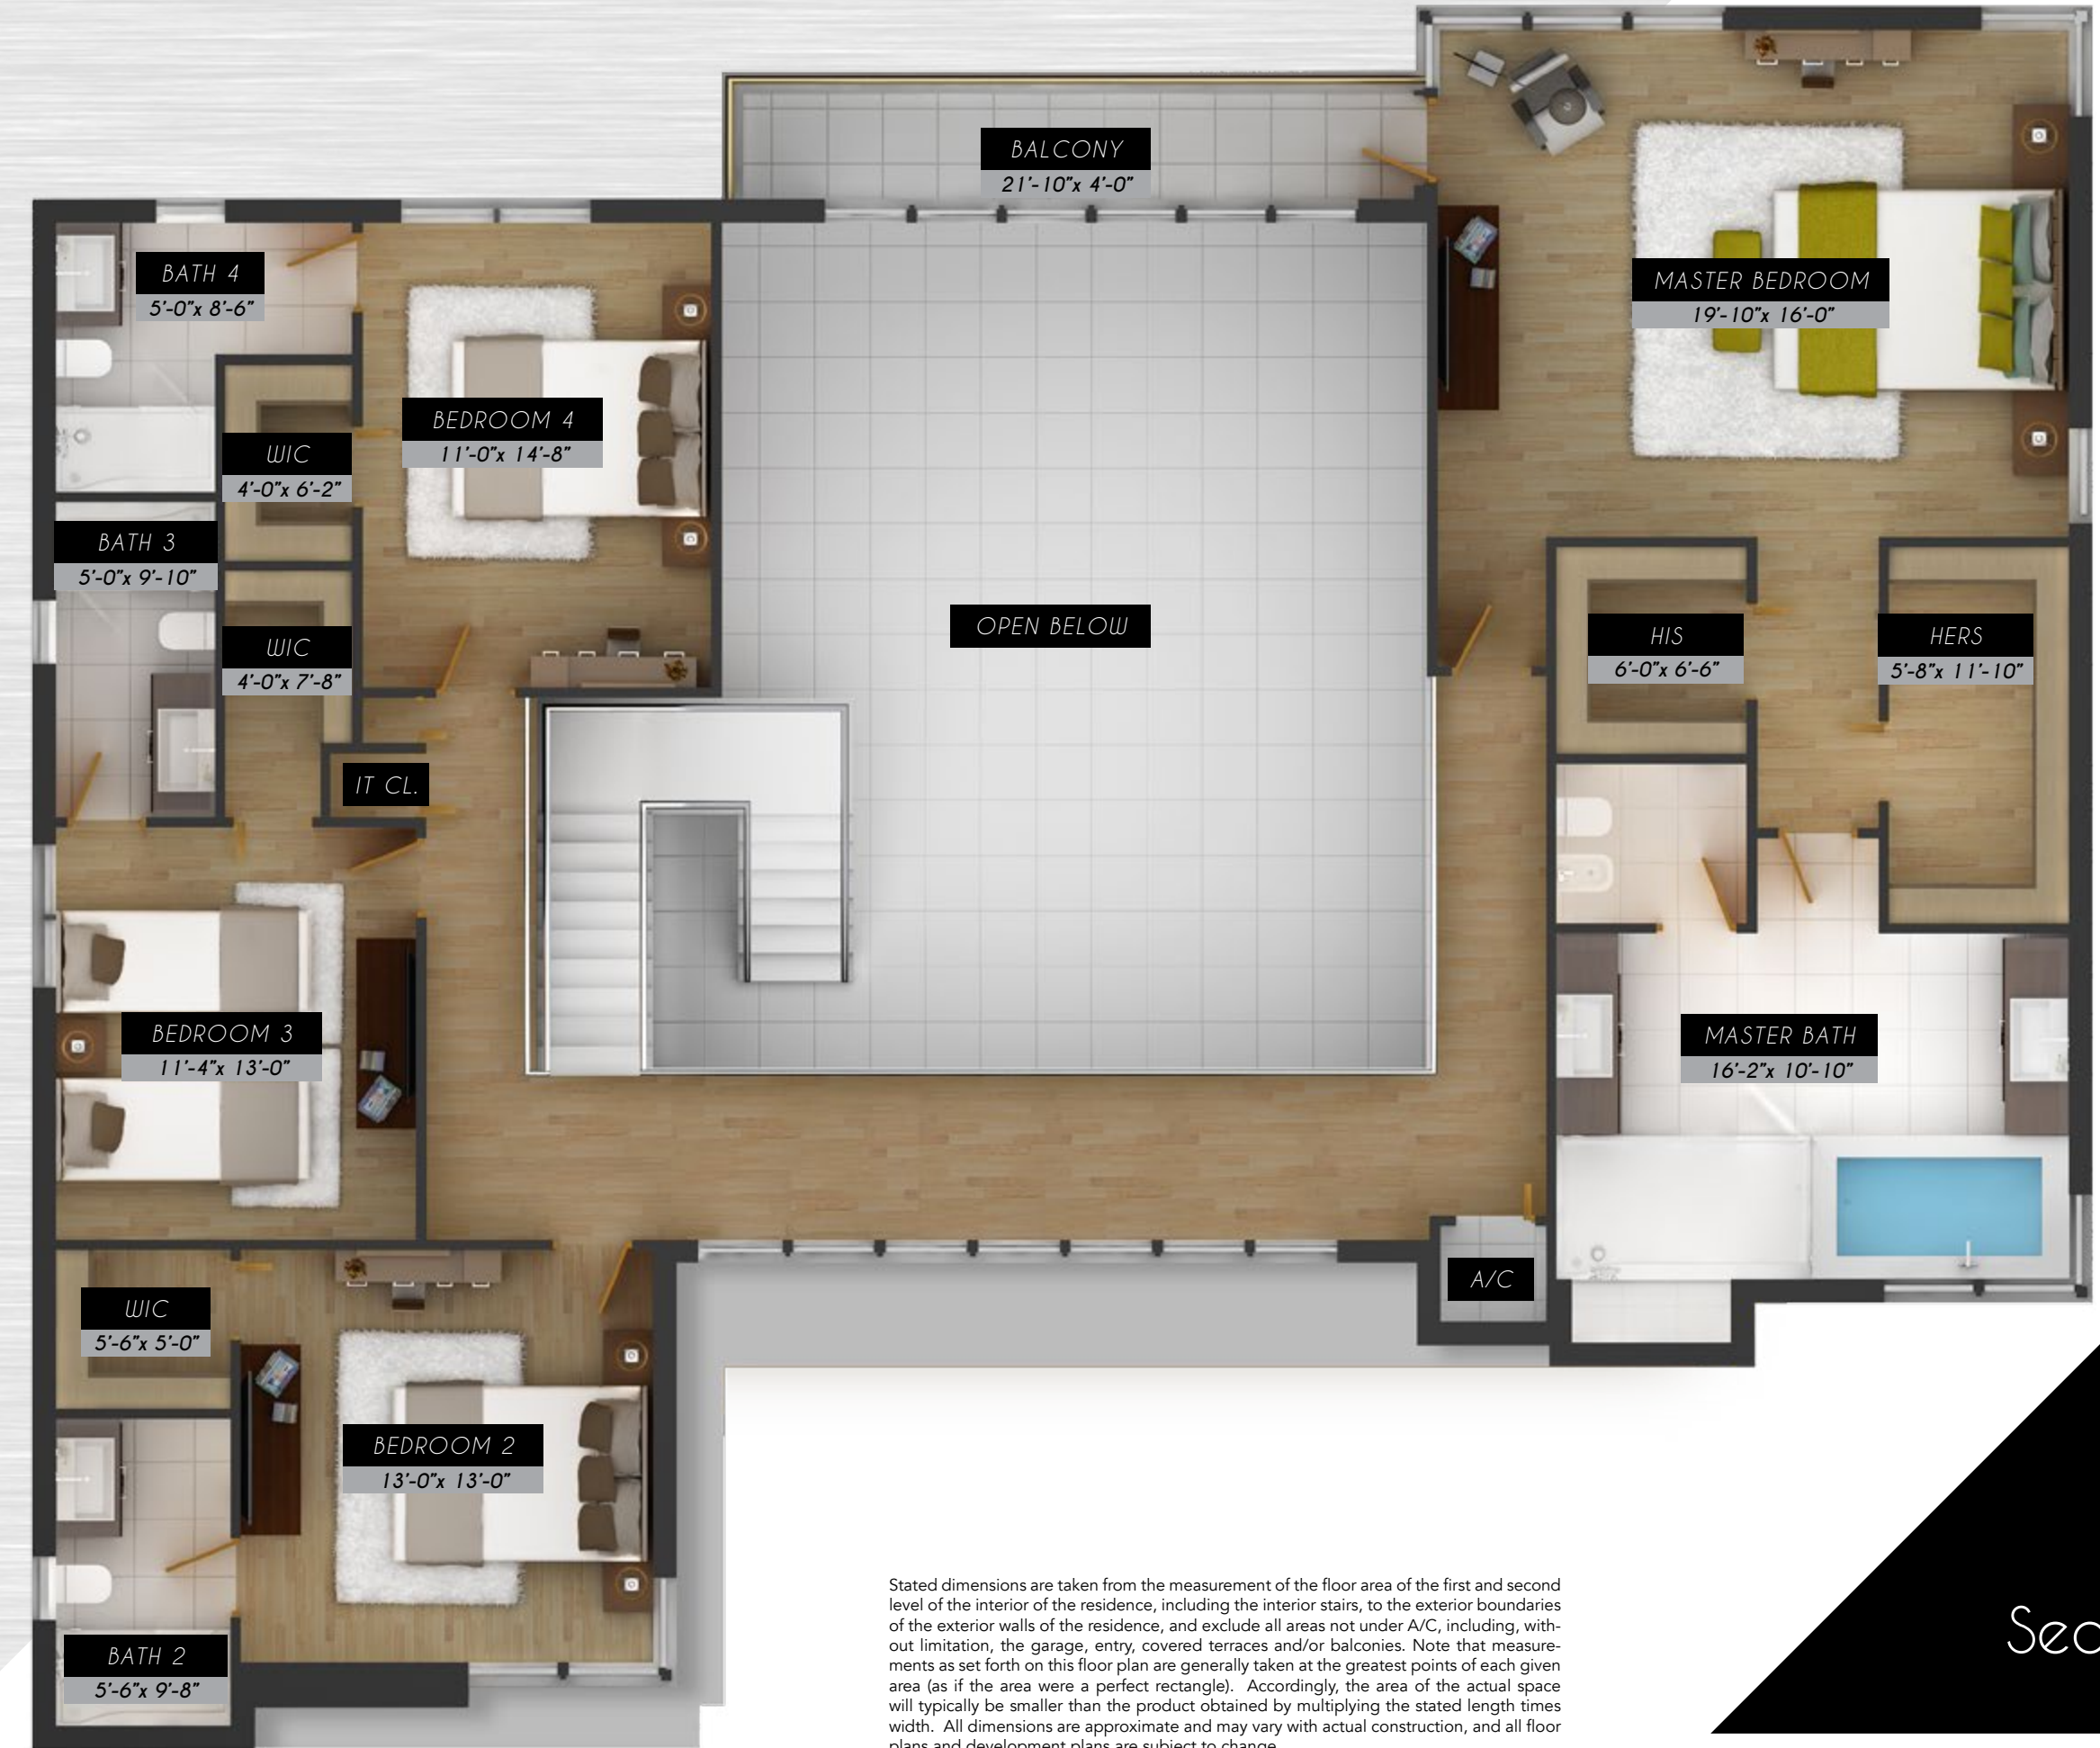 BALCONY
21'-10"x 4'-0"
BATH 4
5'-0"x 8'-6"
MASTER BEDROOM
19'-10"x 16'-0"
BEDROOM 4
11'-0"x 14'-8"
WIC
4'-0"x 6'-2"
BATH 3
5'-0"x 9'-10"
WIC
4'-0"x 7'-8"
OPEN BELOW
HIS
6'-0"x 6'-6"
HERS
5'-8"x 11'-10"
IT CL.
BEDROOM 3
11'-4"x 13'-0"
MASTER BATH
16'-2"x 10'-10"
A/C
WIC
5'-6"x 5'-0"
BEDROOM 2
13'-0"x 13'-0"
BATH 2
5'-6"x 9'-8"
Stated dimensions are taken from the measurement of the floor area of the first and second
level of the interior of the residence, including the interior stairs, to the exterior boundaries
of the exterior walls of the residence, and exclude all areas not under A/C, including, with-
out limitation, the garage, entry, covered terraces and/or balconies. Note that measure-
ments as set forth on this floor plan are generally taken at the greatest points of each given
area (as if the area were a perfect rectangle). Accordingly, the area of the actual space
will typically be smaller than the product obtained by multiplying the stated length times
width. All dimensions are approximate and may vary with actual construction, and all floor
plans and development plans are subject to change.